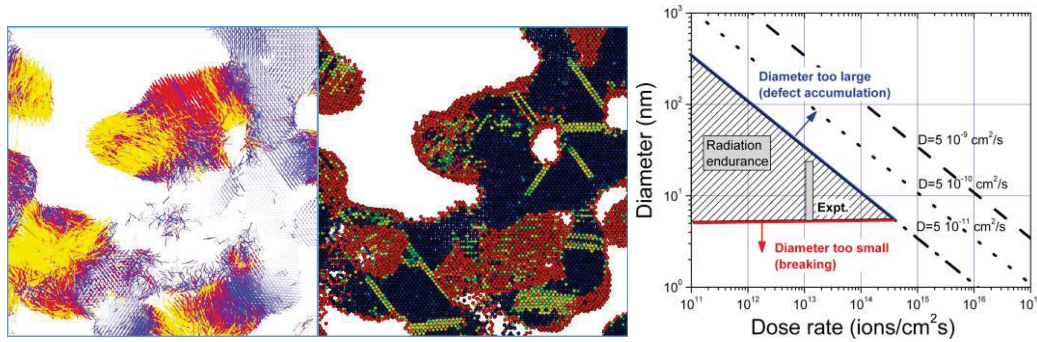 10³
10²
10¹
10⁰
Diameter (nm)
Diameter too large
(defect accumulation)
Radiation
endurance
Expt.
D=5 10⁻⁹ cm²/s
D=5 10⁻¹⁰ cm²/s
D=5 10⁻¹¹ cm²/s
Diameter too small
(breaking)
10¹¹ 10¹² 10¹³ 10¹⁴ 10¹⁵ 10¹⁶ 10¹
Dose rate (ions/cm²s)